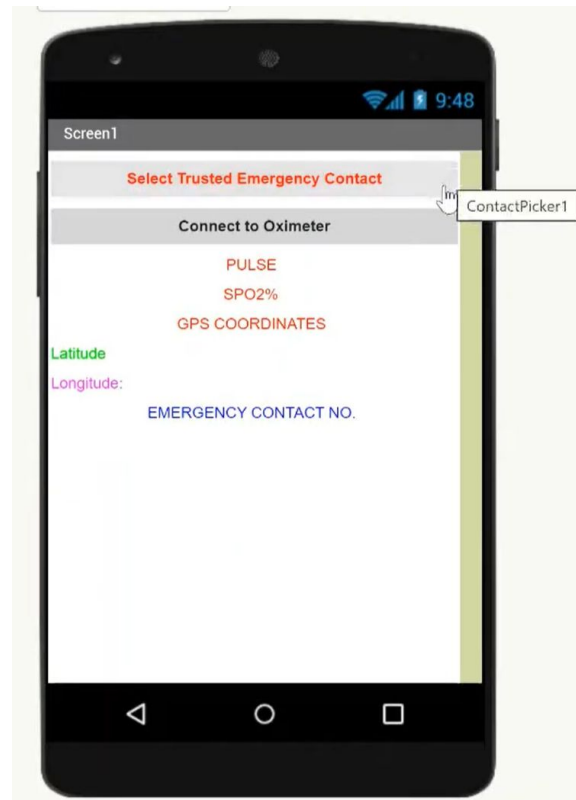 9:48
Screen1
Select Trusted Emergency Contact
ContactPicker1
Connect to Oximeter
PULSE
SPO2%
GPS COORDINATES
Latitude
Longitude:
EMERGENCY CONTACT NO.